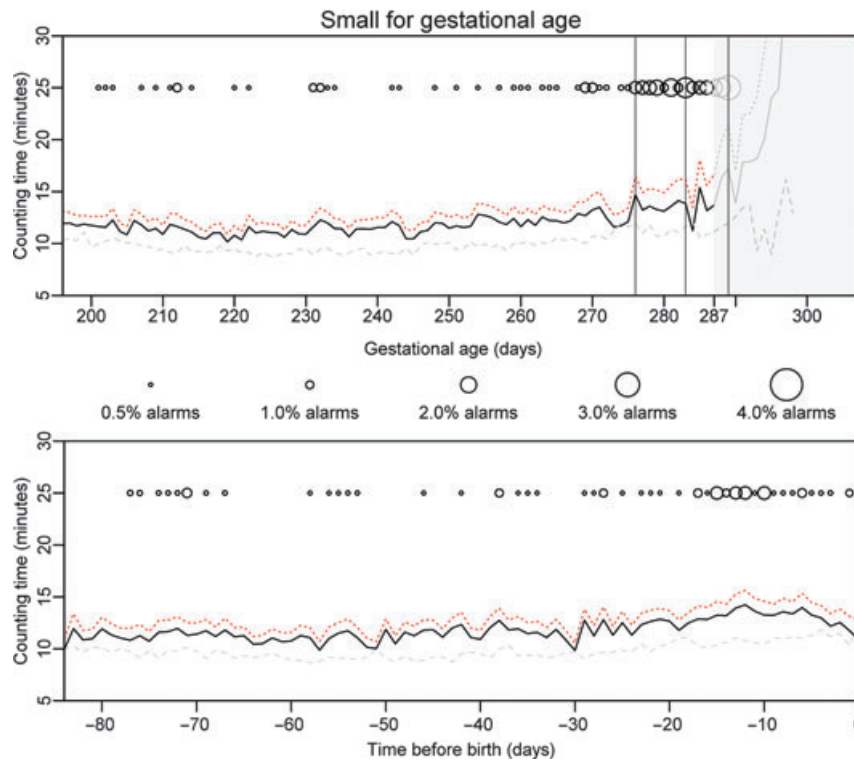 Small for gestational age
30
25
20
15
10
5
Counting time (minutes)
200 210 220 230 240 250 260 270 280 287 300
Gestational age (days)
0.5% alarms 1.0% alarms 2.0% alarms 3.0% alarms 4.0% alarms
30
25
20
15
10
5
Counting time (minutes)
−80 −70 −60 −50 −40 −30 −20 −10
Time before birth (days)